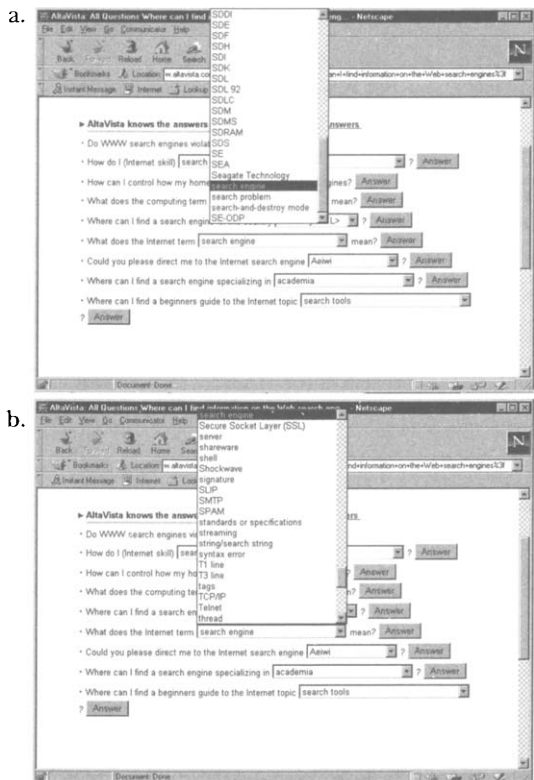 a.
AltaVista: All Questions Where can I find eng... - Netscape
File Edit View Go Communicator Help
Back Forward Reload Home Search
Bookmarks Location
Instant Message Internet Lookup
AltaVista knows the answers
Do WWW search engines
How do I (Internet skill) search ? Answer
How can I control how my home engines? Answer
What does the computing term mean? Answer
Where can I find a search engine ? Answer
What does the Internet term search engine mean? Answer
Could you please direct me to the Internet search engine Aeiwi ? Answer
Where can I find a search engine specializing in academia ? Answer
Where can I find a beginners guide to the Internet topic search tools
? Answer
SDDI
SDE
SDF
SDH
SDI
SDK
SDL
SDL 92
SDLC
SDM
SDMS
SDRAM
SDS
SE
SEA
Seagate Technology
search engine
search problem
search-and-destroy mode
SE-ODP
Document: Done
b.
AltaVista: All Questions Where can I find information on the Web search eng... - Netscape
File Edit View Go Communicator Help
Back Forward Reload Home
Bookmarks Location
Instant Message Internet
AltaVista knows the answers
Do WWW search engines
How do I (Internet skill) ? Answer
How can I control how my Answer
What does the computing Answer
Where can I find a search ? Answer
What does the Internet term search engine mean? Answer
Could you please direct me to the Internet search engine Aeiwi ? Answer
Where can I find a search engine specializing in academia ? Answer
Where can I find a beginners guide to the Internet topic search tools
? Answer
search engine
Secure Socket Layer (SSL)
server
shareware
shell
Shockwave
signature
SLIP
SMTP
SPAM
standards or specifications
streaming
string/search string
syntax error
T1 line
T3 line
tags
TCP/IP
Telnet
thread
Document: Done